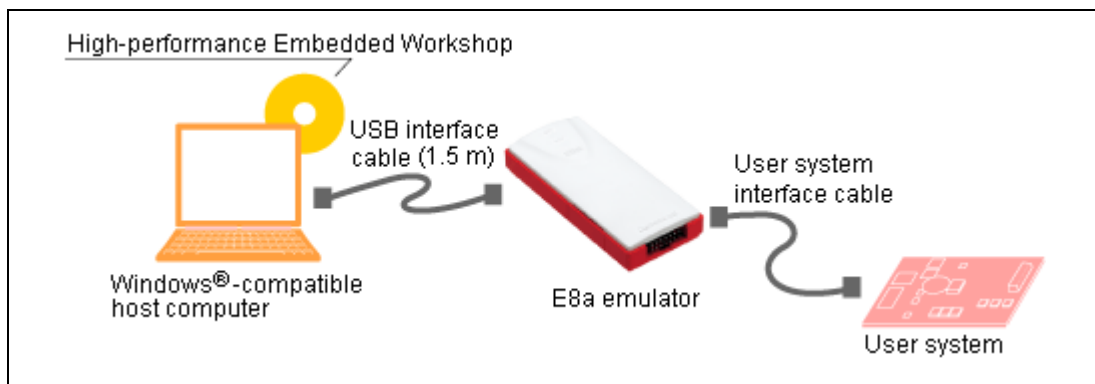 High-performance Embedded Workshop
USB interface
cable (1.5 m)
User system
interface cable
Windows®-compatible
host computer
E8a emulator
User system